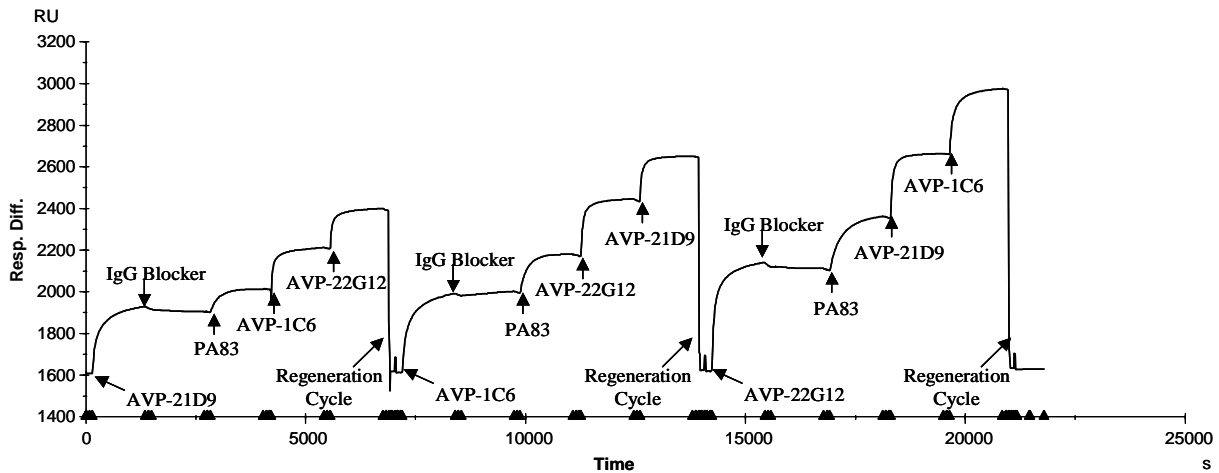 RU
3200
3000
2800
2600
2400
2200
2000
1800
1600
1400
Resp. Diff.
0
5000
10000
15000
20000
25000
Time
s
AVP-21D9
IgG Blocker
PA83
AVP-1C6
AVP-22G12
Regeneration
Cycle
AVP-1C6
IgG Blocker
PA83
AVP-22G12
AVP-21D9
Regeneration
Cycle
AVP-22G12
IgG Blocker
PA83
AVP-21D9
AVP-1C6
Regeneration
Cycle